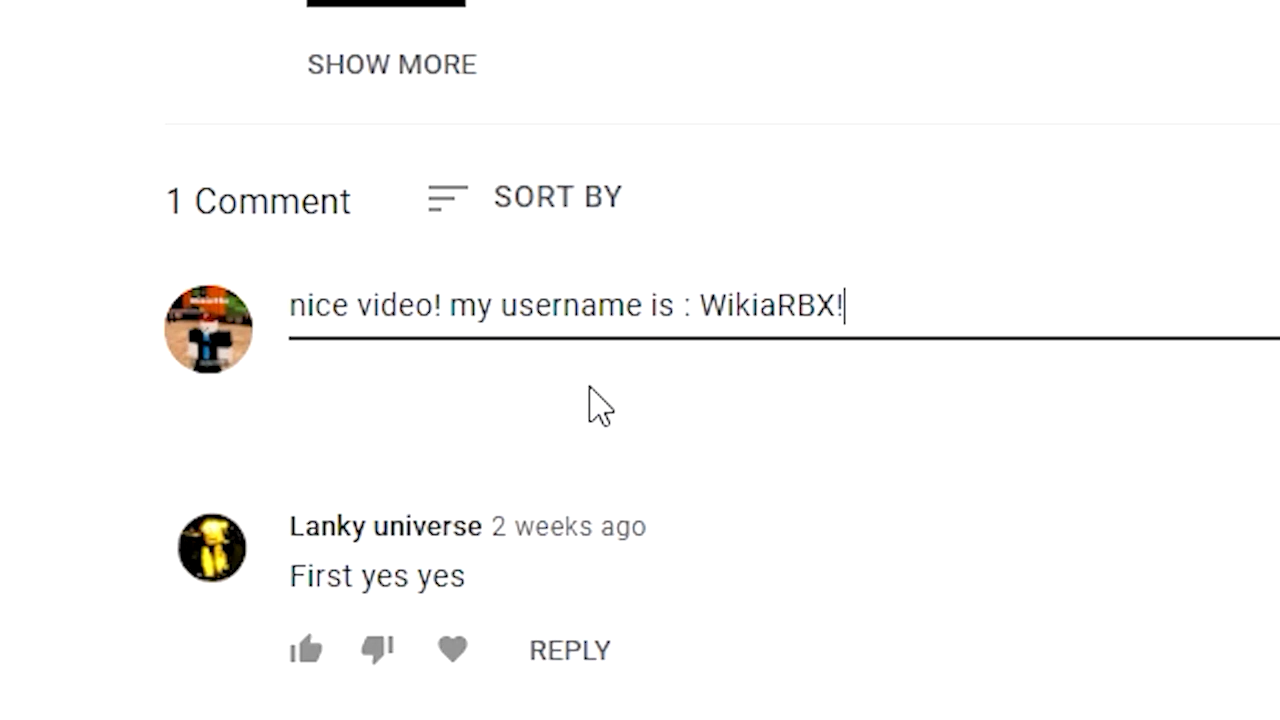 SHOW MORE
1 Comment
SORT BY
nice video! my username is : WikiaRBX!
Lanky universe 2 weeks ago
First yes yes
REPLY